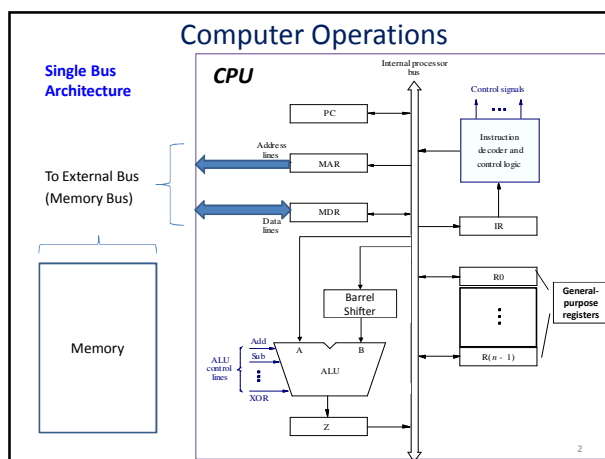 Computer Operations
Single Bus
Architecture
CPU
Internal processor
bus
Control signals
PC
Instruction
decoder and
control logic
Address
lines
MAR
To External Bus
(Memory Bus)
MDR
Data
lines
IR
R0
General-
purpose
registers
Barrel
Shifter
Memory
Add
A
B
Sub
ALU
control
lines
ALU
R(n - 1)
XOR
Z
2